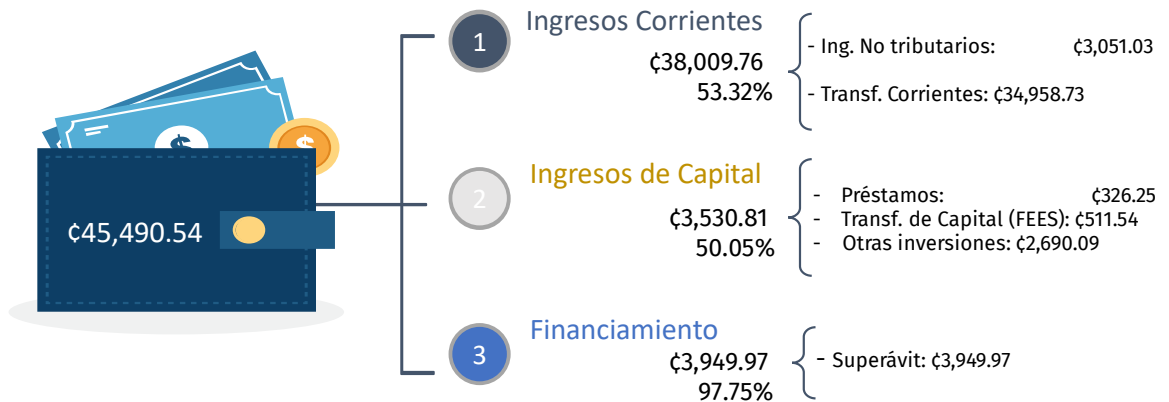 1
Ingresos Corrientes
₡38,009.76
53.32%
- Ing. No tributarios: ₡3,051.03
- Transf. Corrientes: ₡34,958.73
$
$
₡45,490.54
2
Ingresos de Capital
₡3,530.81
50.05%
- Préstamos: ₡326.25
- Transf. de Capital (FEES): ₡511.54
- Otras inversiones: ₡2,690.09
3
Financiamiento
₡3,949.97
97.75%
- Superávit: ₡3,949.97